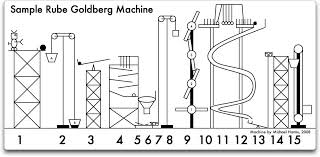 Sample Rube Goldberg Machine
Machine by Michael Hanks, 2008
1 2 3 4 5 6 7 8 9 10 11 12 13 14 15